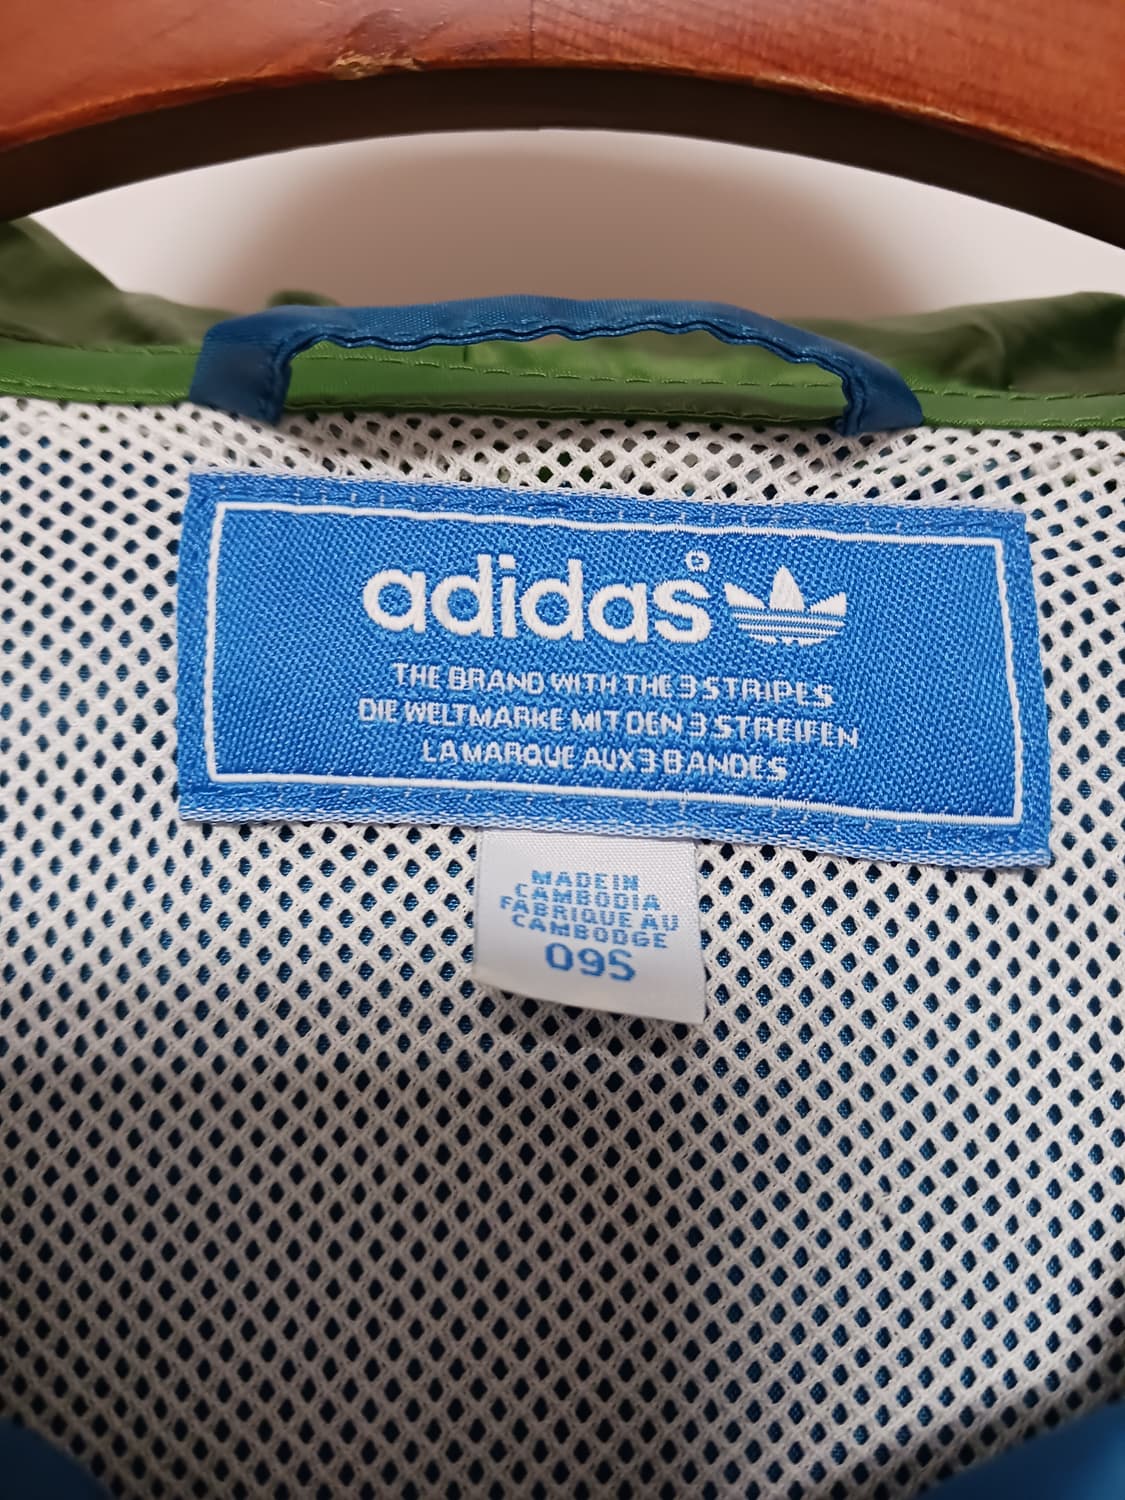 adidas
THE BRAND WITH THE 3 STRIPES
DIE WELTMARKE MIT DEN 3 STREIFEN
LA MARQUE AUX 3 BANDES
MADE IN
CAMBODIA
FABRIQUE AU
CAMBODGE
095